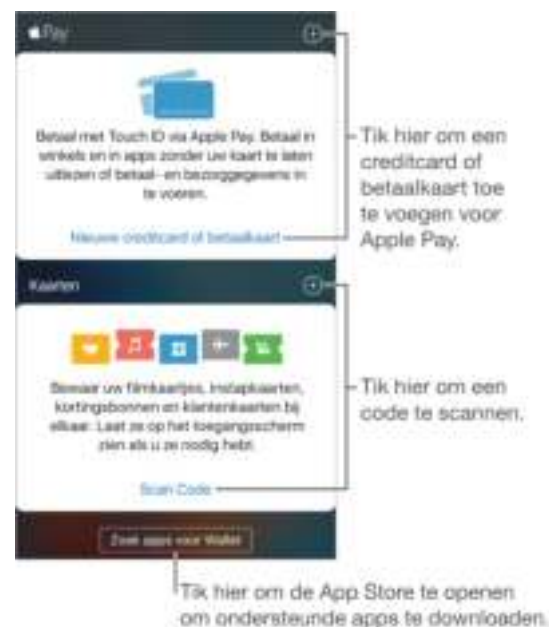 Pay
Betaal met Touch ID via Apple Pay. Betaal in
winkels en in apps zonder uw kaart te laten
uitlezen of betaal- en bezorggegevens in
te voeren.
Nieuwe creditcard of betaalkaart
Tik hier om een
creditcard of
betaalkaart toe
te voegen voor
Apple Pay.
Kaarten
Bewaar uw filmkaartjes, instapkaarten,
kortingsbonnen en klantenkaarten bij
elkaar. Laat ze op het toegangsscherm
zien als u ze nodig hebt.
Scan Code
Tik hier om een
code te scannen.
Zoek apps voor Wallet
Tik hier om de App Store te openen
om ondersteunde apps te downloaden.